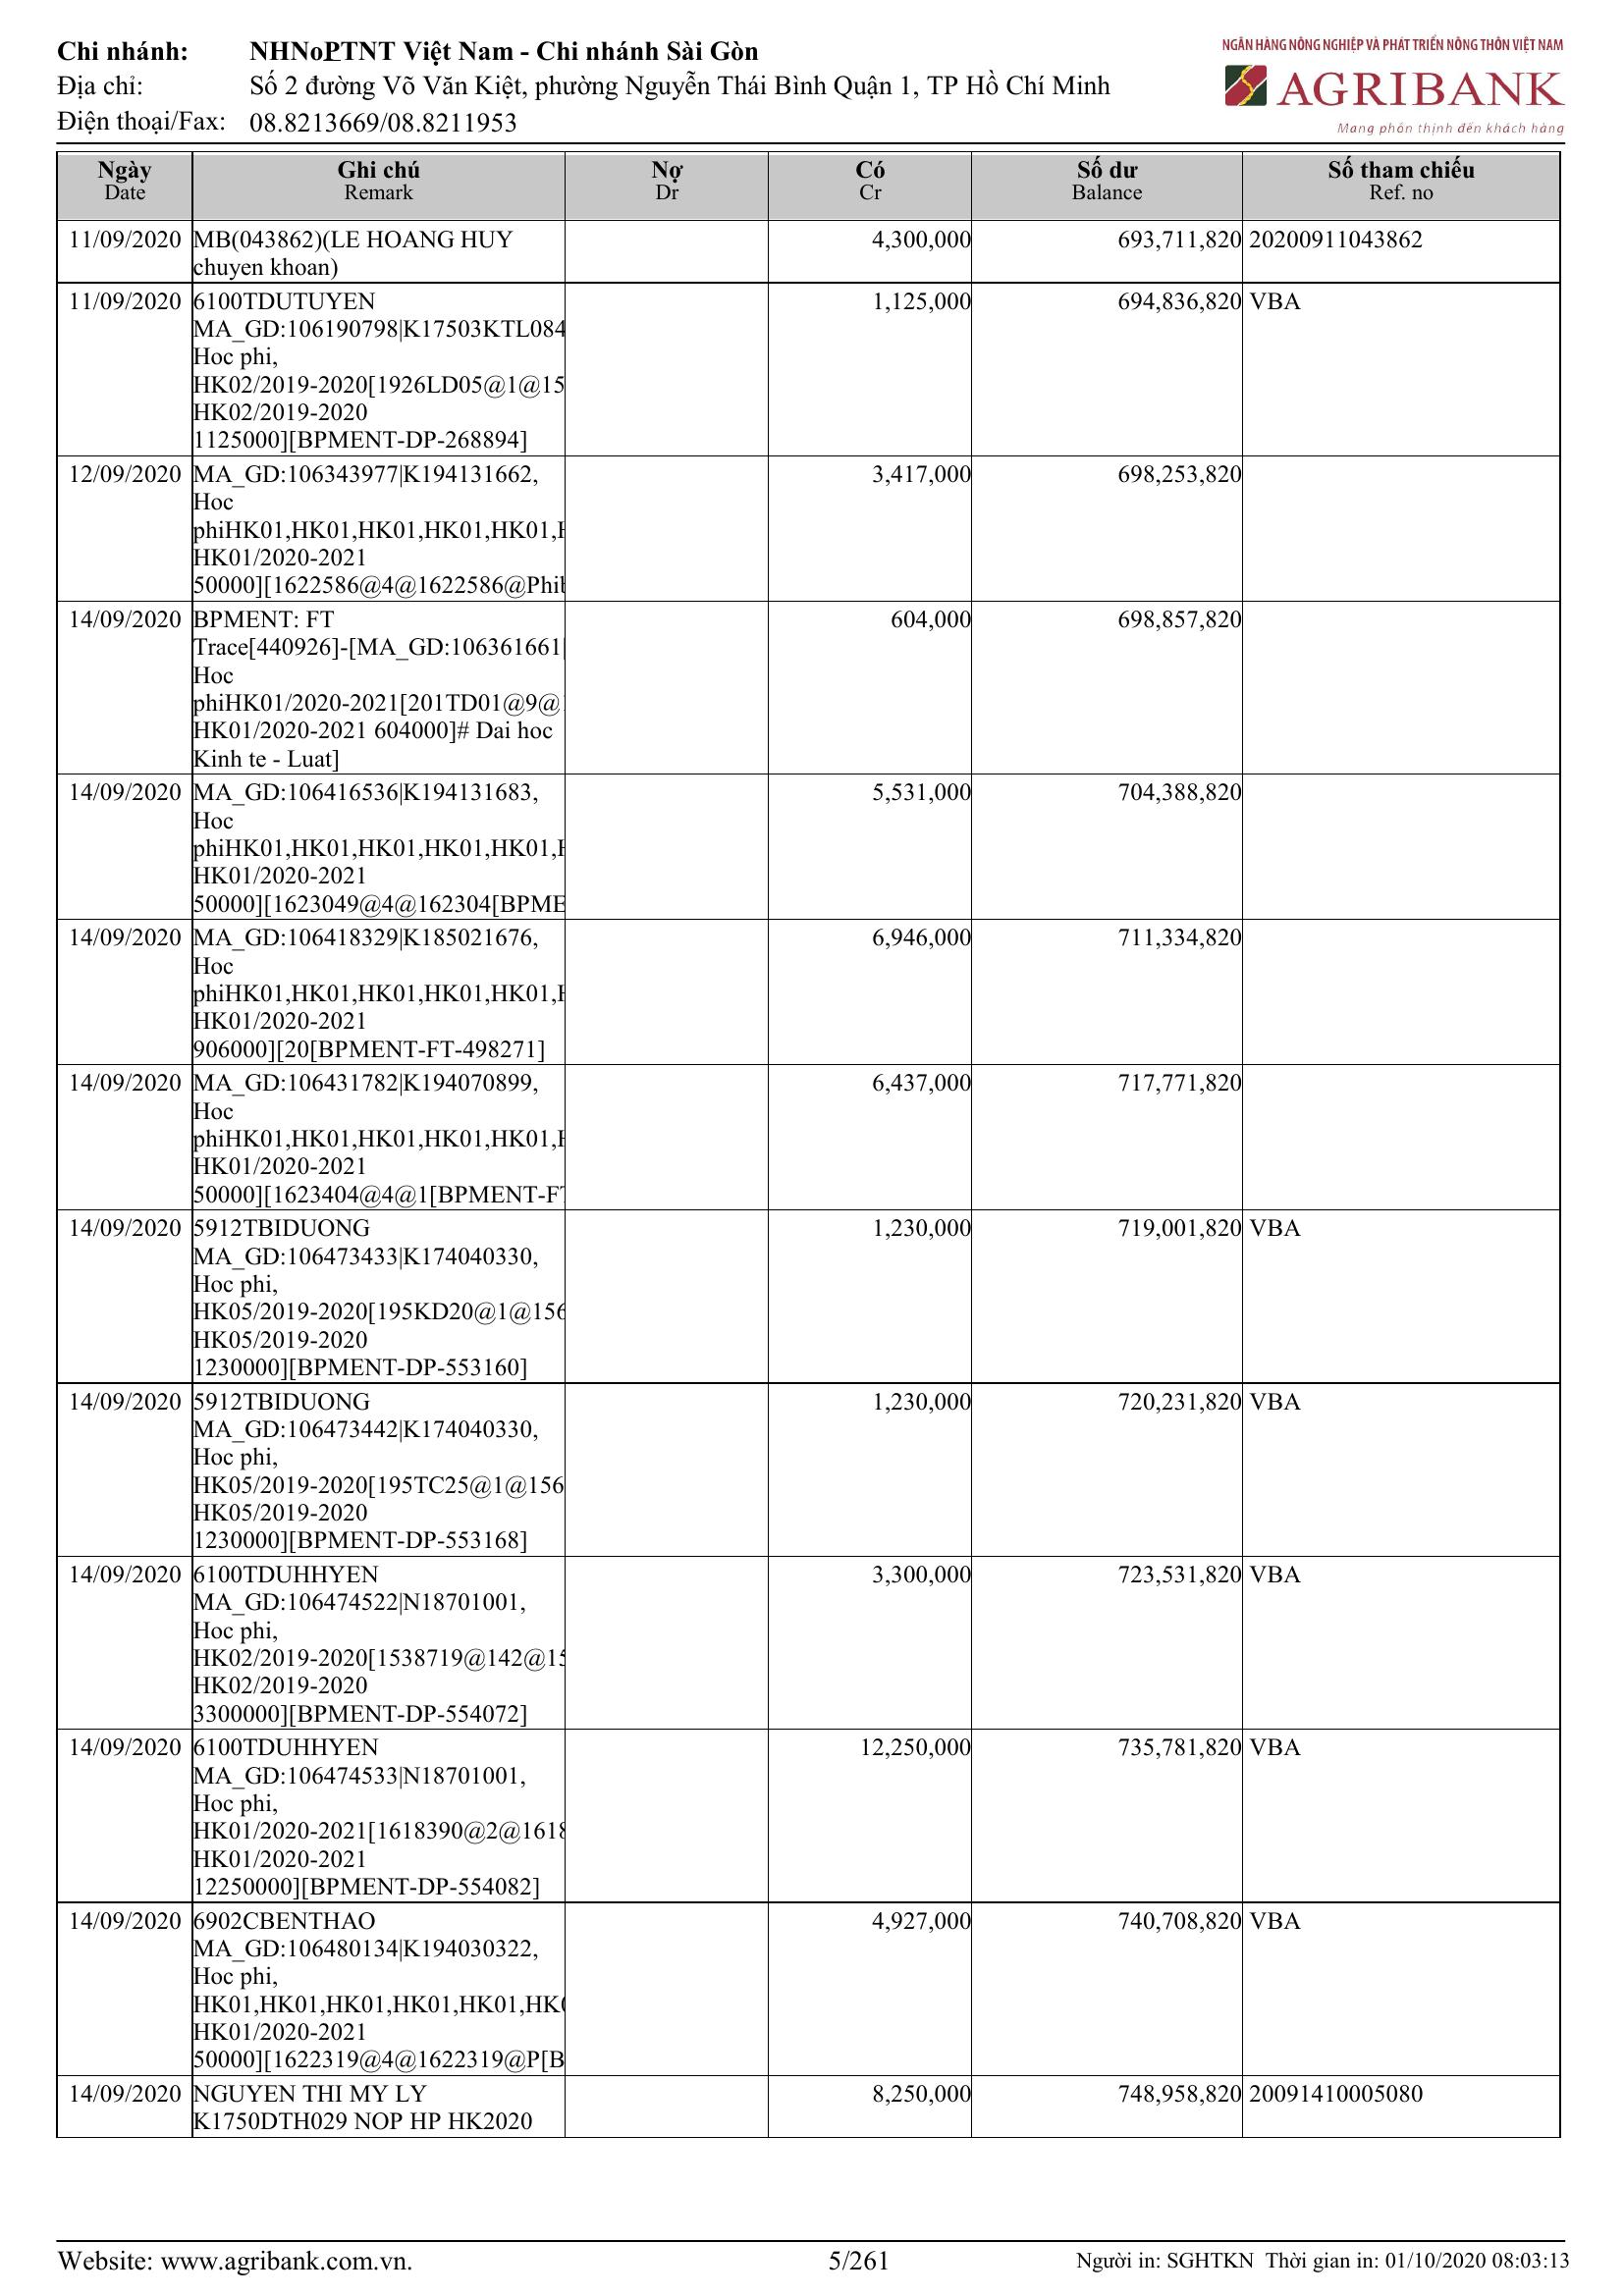 Chi nhánh: NHNoPTNT Việt Nam - Chi nhánh Sài Gòn
Địa chỉ: Số 2 đường Võ Văn Kiệt, phường Nguyễn Thái Bình Quận 1, TP Hồ Chí Minh
Điện thoại/Fax: 08.8213669/08.8211953
NGÂN HÀNG NÔNG NGHIỆP VÀ PHÁT TRIỂN NÔNG THÔN VIỆT NAM
AGRIBANK
Mang phồn thịnh đến khách hàng
Ngày Ghi chú Nợ Có Số dư Số tham chiếu
Date Remark Dr Cr Balance Ref. no
11/09/2020 MB(043862)(LE HOANG HUY 4,300,000 693,711,820 20200911043862
chuyen khoan)
11/09/2020 6100TDUTUYEN 1,125,000 694,836,820 VBA
MA_GD:106190798|K17503KTL084
Hoc phi,
HK02/2019-2020[1926LD05@1@15
HK02/2019-2020
1125000][BPMENT-DP-268894]
12/09/2020 MA_GD:106343977|K194131662, 3,417,000 698,253,820
Hoc
phiHK01,HK01,HK01,HK01,HK01,H
HK01/2020-2021
50000][1622586@4@1622586@Phib
14/09/2020 BPMENT: FT 604,000 698,857,820
Trace[440926]-[MA_GD:106361661|
Hoc
phiHK01/2020-2021[201TD01@9@1
HK01/2020-2021 604000]# Dai hoc
Kinh te - Luat]
14/09/2020 MA_GD:106416536|K194131683, 5,531,000 704,388,820
Hoc
phiHK01,HK01,HK01,HK01,HK01,H
HK01/2020-2021
50000][1623049@4@162304[BPME
14/09/2020 MA_GD:106418329|K185021676, 6,946,000 711,334,820
Hoc
phiHK01,HK01,HK01,HK01,HK01,H
HK01/2020-2021
906000][20[BPMENT-FT-498271]
14/09/2020 MA_GD:106431782|K194070899, 6,437,000 717,771,820
Hoc
phiHK01,HK01,HK01,HK01,HK01,H
HK01/2020-2021
50000][1623404@4@1[BPMENT-FT
14/09/2020 5912TBIDUONG 1,230,000 719,001,820 VBA
MA_GD:106473433|K174040330,
Hoc phi,
HK05/2019-2020[195KD20@1@156
HK05/2019-2020
1230000][BPMENT-DP-553160]
14/09/2020 5912TBIDUONG 1,230,000 720,231,820 VBA
MA_GD:106473442|K174040330,
Hoc phi,
HK05/2019-2020[195TC25@1@156
HK05/2019-2020
1230000][BPMENT-DP-553168]
14/09/2020 6100TDUHHYEN 3,300,000 723,531,820 VBA
MA_GD:106474522|N18701001,
Hoc phi,
HK02/2019-2020[1538719@142@15
HK02/2019-2020
3300000][BPMENT-DP-554072]
14/09/2020 6100TDUHHYEN 12,250,000 735,781,820 VBA
MA_GD:106474533|N18701001,
Hoc phi,
HK01/2020-2021[1618390@2@1618
HK01/2020-2021
12250000][BPMENT-DP-554082]
14/09/2020 6902CBENTHAO 4,927,000 740,708,820 VBA
MA_GD:106480134|K194030322,
Hoc phi,
HK01,HK01,HK01,HK01,HK01,HK0
HK01/2020-2021
50000][1622319@4@1622319@P[B
14/09/2020 NGUYEN THI MY LY 8,250,000 748,958,820 20091410005080
K1750DTH029 NOP HP HK2020
Website: www.agribank.com.vn. 5/261 Người in: SGHTKN Thời gian in: 01/10/2020 08:03:13